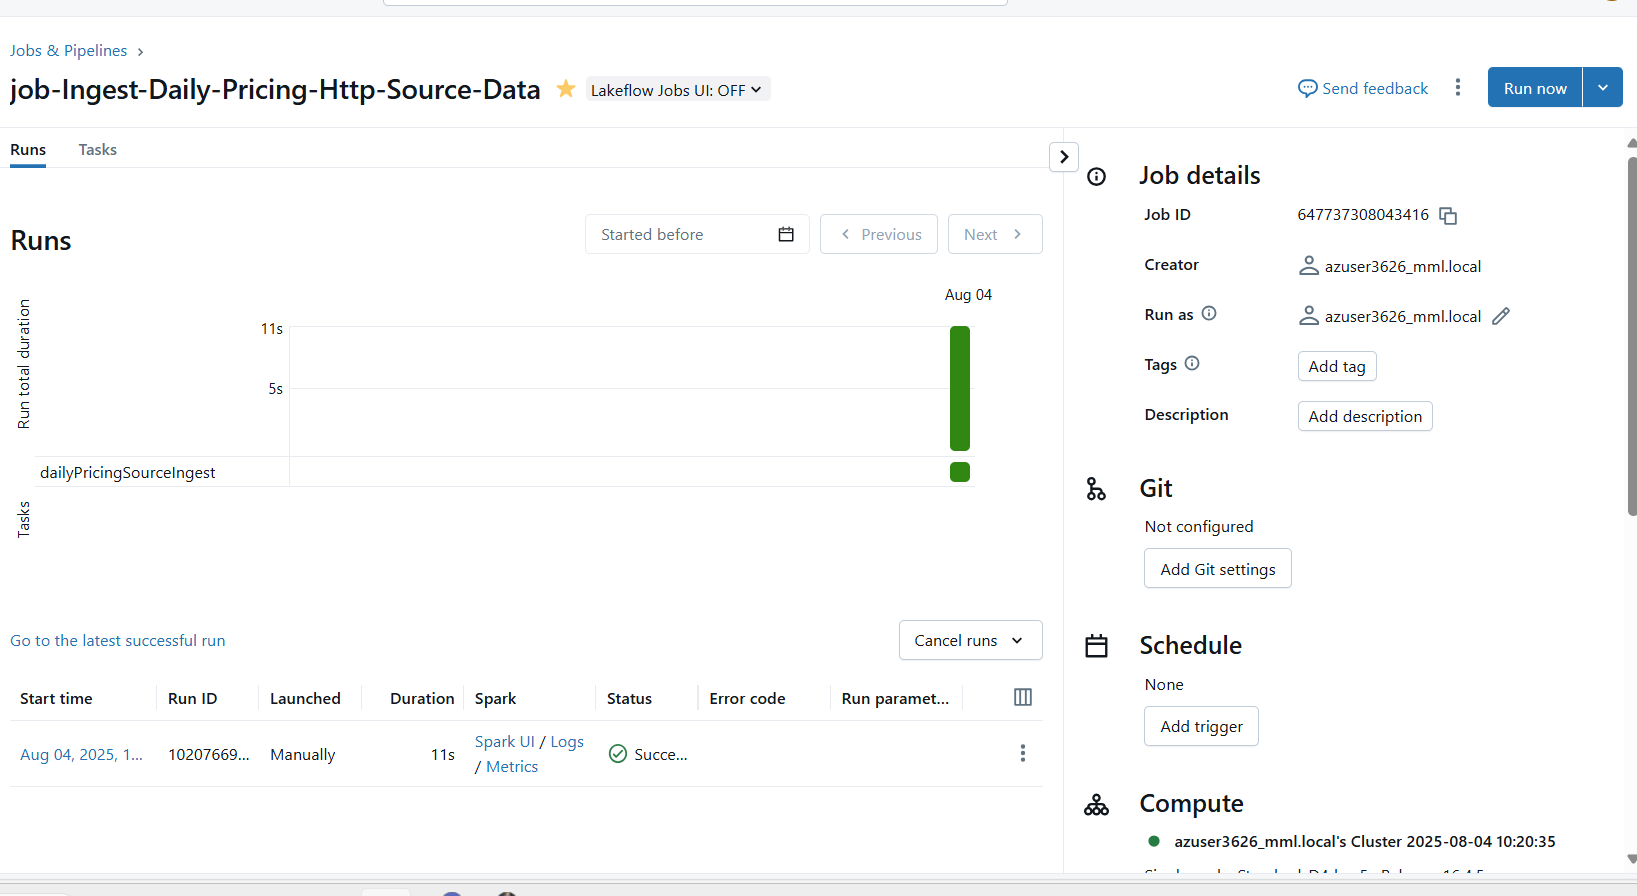 Jobs & Pipelines
job-Ingest-Daily-Pricing-Http-Source-Data
Lakeflow Jobs UI: OFF
Send feedback
Run now
Runs
Tasks
Runs
Started before
Previous
Next
Aug 04
Run total duration
11s
5s
dailyPricingSourceIngest
Tasks
Go to the latest successful run
Cancel runs
Start time Run ID Launched Duration Spark Status Error code Run paramet...
Aug 04, 2025, 1... 10207669... Manually 11s Spark UI / Logs Succe...
/ Metrics
Job details
Job ID 647737308043416
Creator azuser3626_mml.local
Run as azuser3626_mml.local
Tags Add tag
Description Add description
Git
Not configured
Add Git settings
Schedule
None
Add trigger
Compute
azuser3626_mml.local's Cluster 2025-08-04 10:20:35